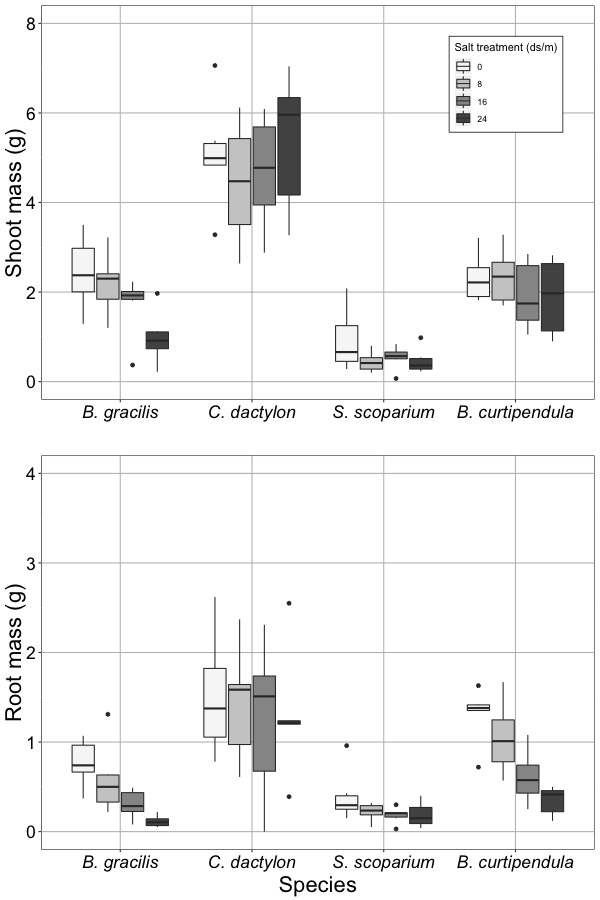 Shoot mass (g)
8
6
4
2
0
Salt treatment (ds/m)
0
8
16
24
B. gracilis C. dactylon S. scoparium B. curtipendula
Root mass (g)
4
3
2
1
0
B. gracilis C. dactylon S. scoparium B. curtipendula
Species